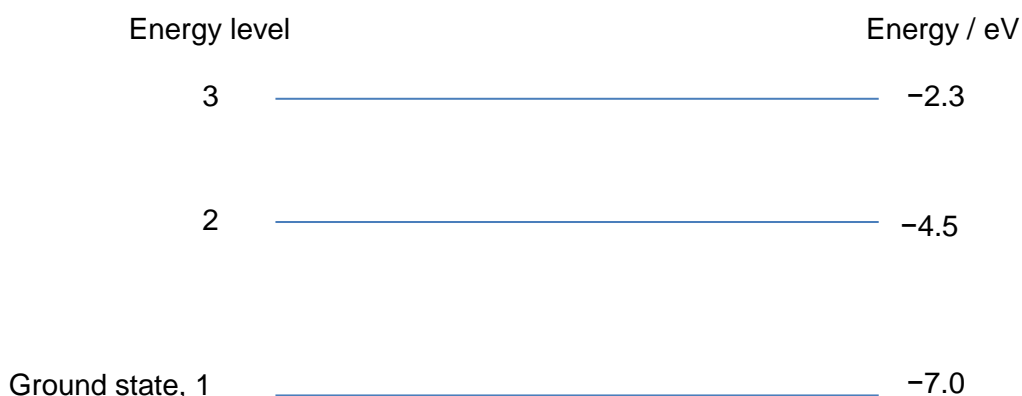 Energy level Energy / eV
3 −2.3
2 −4.5
Ground state, 1 −7.0